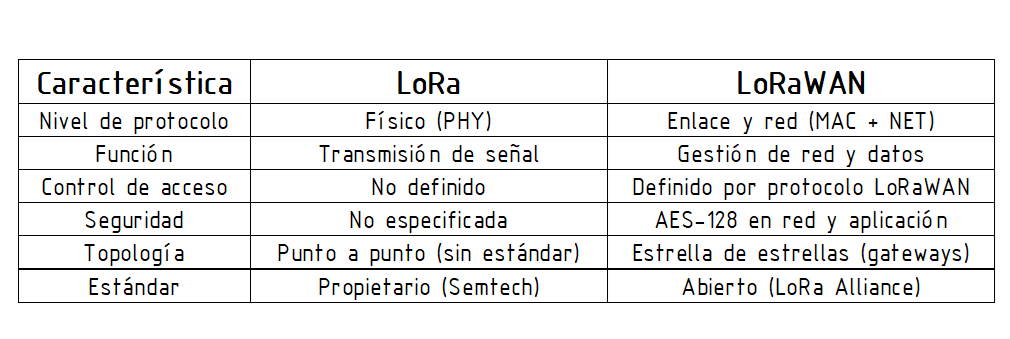 Característica LoRa LoRaWAN
Nivel de protocolo Físico (PHY) Enlace y red (MAC + NET)
Función Transmisión de señal Gestión de red y datos
Control de acceso No definido Definido por protocolo LoRaWAN
Seguridad No especificada AES-128 en red y aplicación
Topología Punto a punto (sin estándar) Estrella de estrellas (gateways)
Estándar Propietario (Semtech) Abierto (LoRa Alliance)